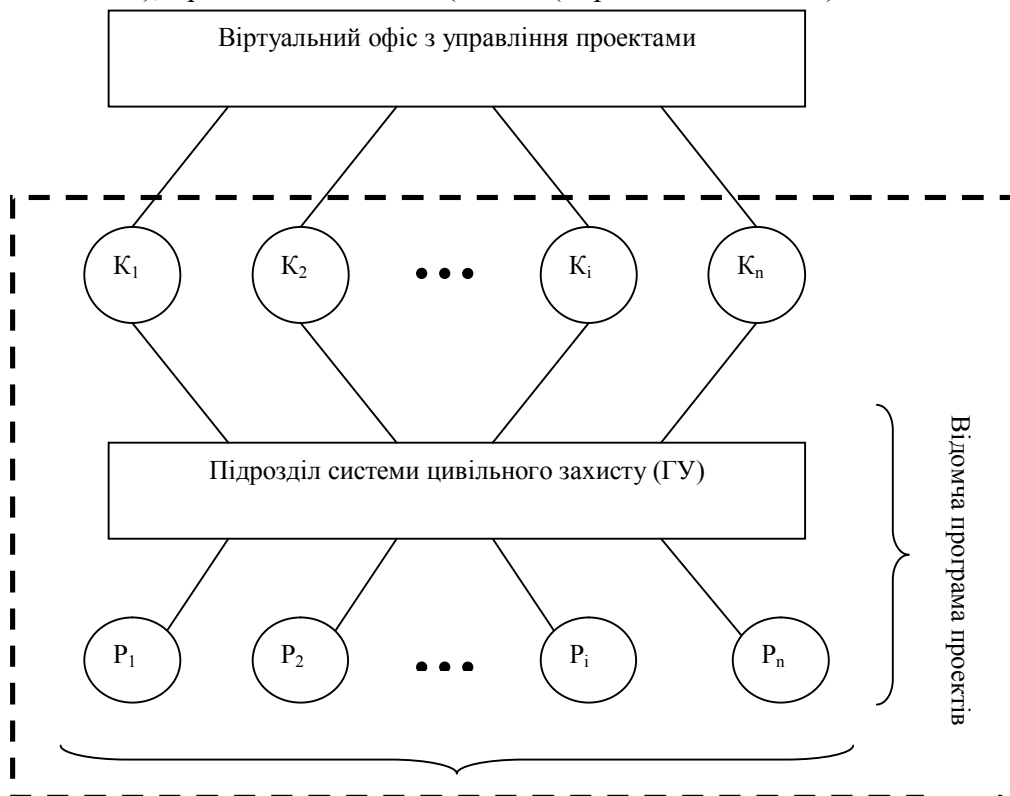 Віртуальний офіс з управління проектами
К1 К2 ••• Кi Кn
Підрозділ системи цивільного захисту (ГУ)
Р1 Р2 ••• Рi Рn
Відомча програма проектів